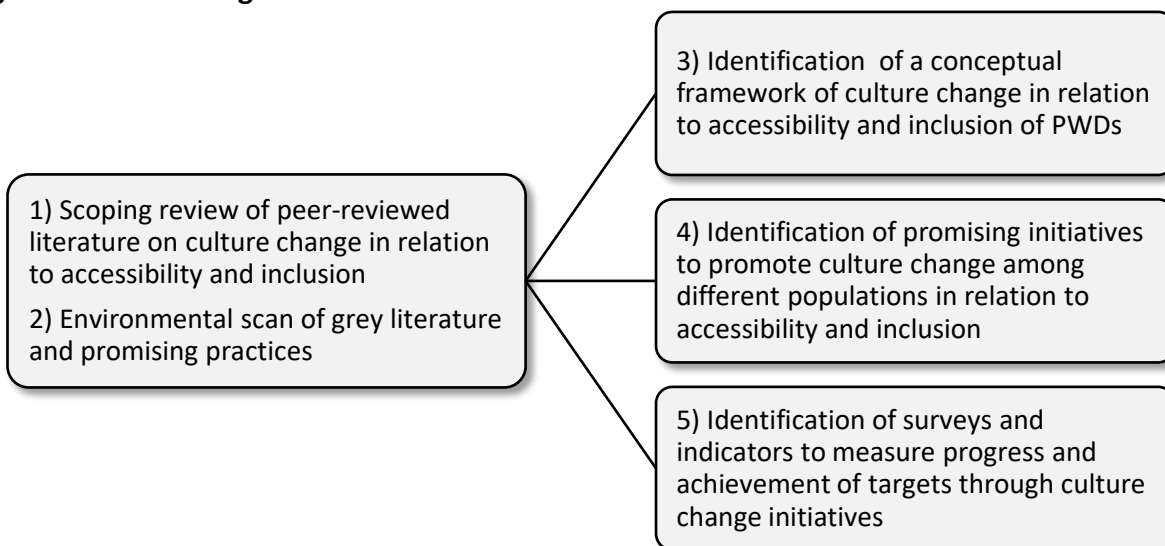 1) Scoping review of peer-reviewed
literature on culture change in relation
to accessibility and inclusion
2) Environmental scan of grey literature
and promising practices
3) Identification  of a conceptual
framework of culture change in relation
to accessibility and inclusion of PWDs
4) Identification of promising initiatives
to promote culture change among
different populations in relation to
accessibility and inclusion
5) Identification of surveys and
indicators to measure progress and
achievement of targets through culture
change initiatives